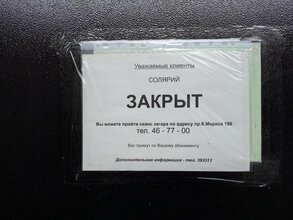 Уважаемые клиенты
СОЛЯРИЙ
ЗАКРЫТ
Вы можете пройти сеанс загара по адресу пр.К.Маркса 186
тел. 46 - 77 - 00
Вас примут по Вашему абонементу
Дополнительная информация - тел. 393313